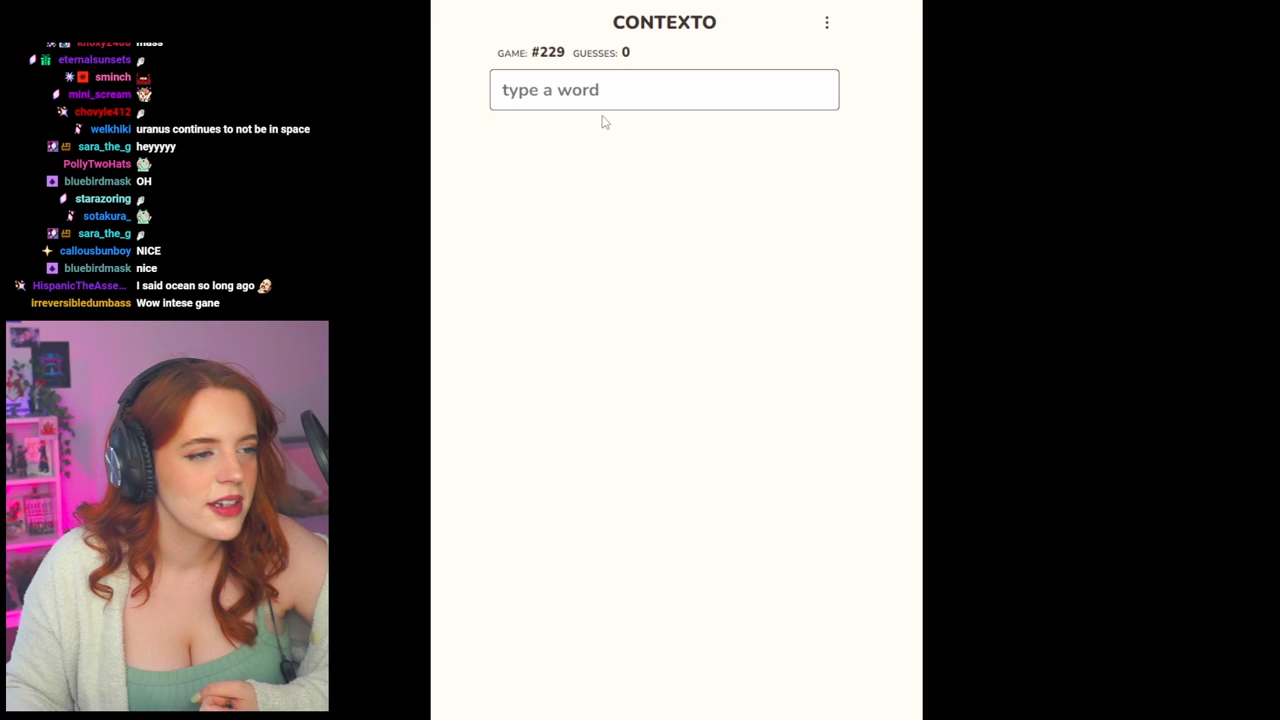 CONTEXTO
GAME: #229 GUESSES: 0
type a word
knoxy2488 mass
eternalsunsets
sminch
mini_scream
chovyle412
welkhiki uranus continues to not be in space
sara_the_g heyyyyy
PollyTwoHats
bluebirdmask OH
starazoring
sotakura_
sara_the_g
callousbunboy NICE
bluebirdmask nice
HispanicTheAsse... I said ocean so long ago
irreversibledumbass Wow intese gane